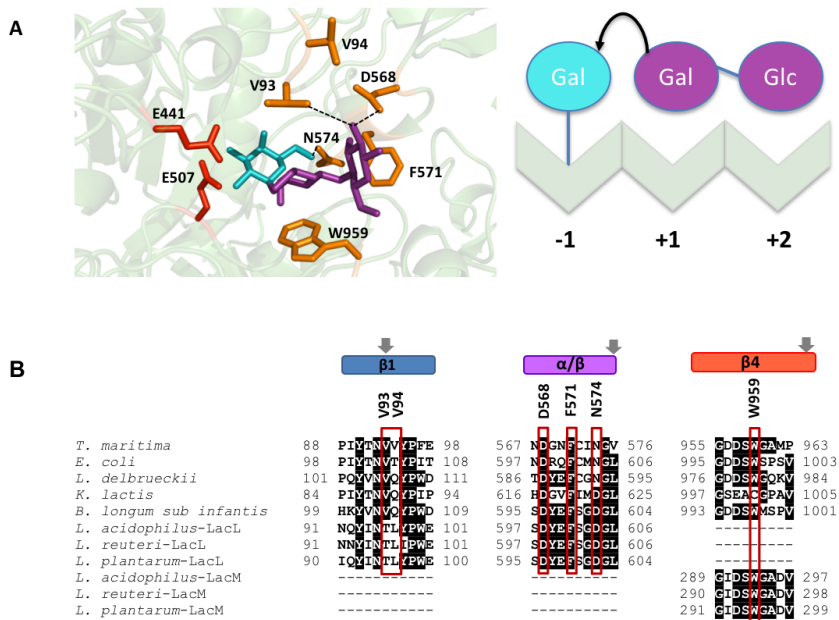 A
V94
V93
D568
E441
N574
E507
F571
W959
Gal Gal Glc
-1 +1 +2
B
β1 α/β β4
V93 V94 D568 F571 N574 W959
T. maritima 88 PIYTNVVYPFE 98 567 NDGNFCINGV 576 955 GDDSWGAMP 963
E. coli 98 PIYTNVTYPIT 108 597 NDRQFCMNGL 606 995 GDDSWSPSV 1003
L. delbrueckii 101 PQYVNVQYPWD 111 586 TDYEFCGNGL 595 976 GDDSWGQKV 984
K. lactis 84 PIYTNVQYPIP 94 616 HDGVFIMDGL 625 997 GSEACGPAV 1005
B. longum sub infantis 99 HKYVNVQYPWD 109 595 SDYEFSGDGL 604 993 GDDSWMSPV 1001
L. acidophilus-LacL 91 NQYINTLYPWE 101 597 SDYEFSGDGL 606 ---------
L. reuteri-LacL 91 NNYINTLIPWE 101 597 SDYEFSGDGL 606 ---------
L. plantarum-LacL 90 IQYINTLYPWE 100 595 SDYEFSGDGL 604 ---------
L. acidophilus-LacM ----------- ---------- 289 GIDSWGADV 297
L. reuteri-LacM ----------- ---------- 290 GIDSWGADV 298
L. plantarum-LacM ----------- ---------- 291 GIDSWGADV 299